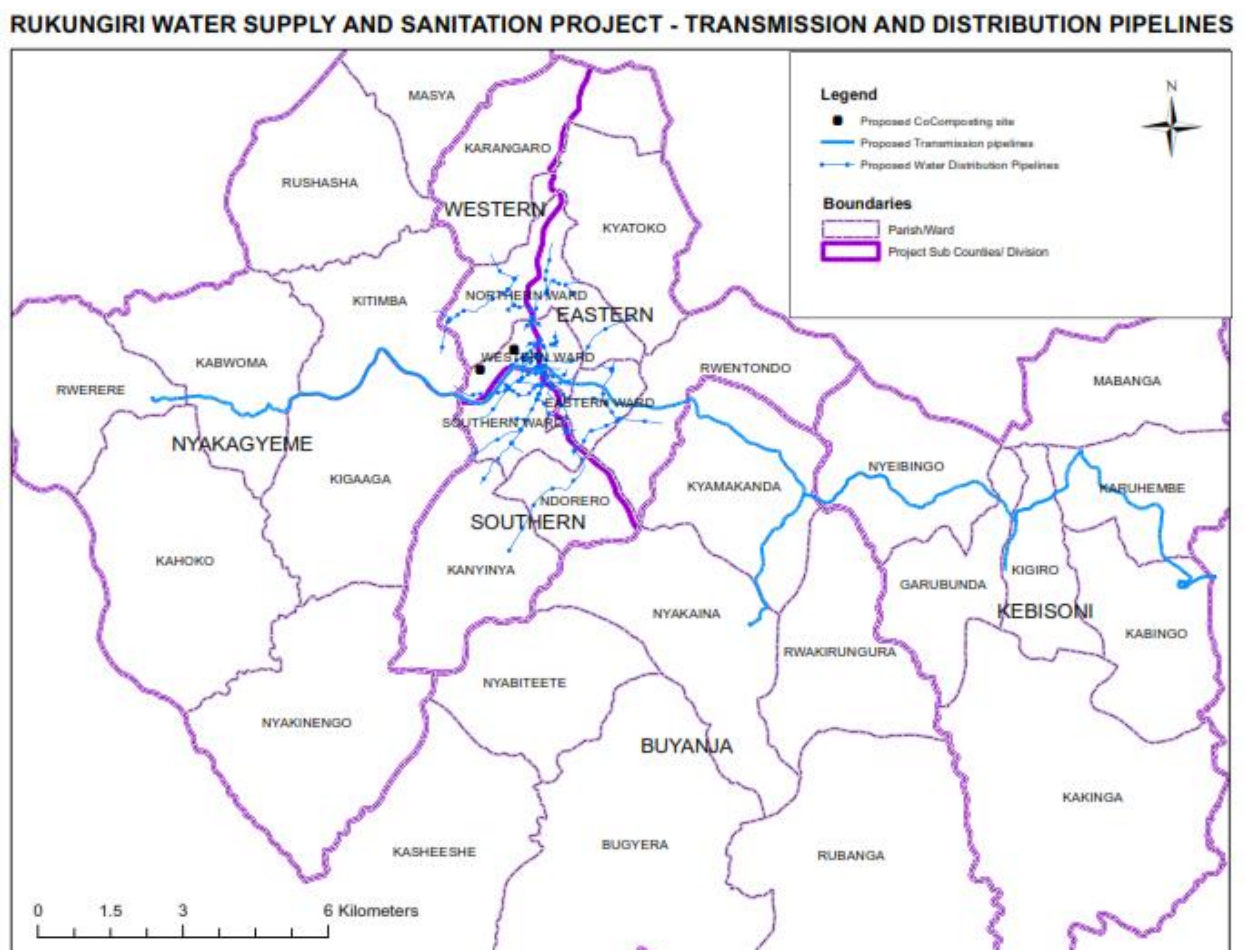 RUKUNGIRI WATER SUPPLY AND SANITATION PROJECT - TRANSMISSION AND DISTRIBUTION PIPELINES
Legend
N
Proposed CoComposting site
Proposed Transmission pipelines
Proposed Water Distribution Pipelines
Boundaries
Parish/Ward
Project Sub Counties/ Division
MASYA
KARANGARO
RUSHASHA
WESTERN
KYATOKO
KITIMBA
NORTHERN WARD
EASTERN
KABWOMA
WESTERN WARD
RWENTONDO
MABANGA
RWERERE
EASTERN WARD
SOUTHERN WARD
NYAKAGYEME
NYEIBINGO
KIGAAGA
KYAMAKANDA
KARUHEMBE
NDORERO
SOUTHERN
KAHOKO
KANYINYA
KIGIRO
GARUBUNDA
NYAKAINA
KEBISONI
KABINGO
RWAKIRUNGURA
NYABITEETE
NYAKINENGO
BUYANJA
KAKINGA
KASHEESHE
BUGYERA
RUBANGA
0 1.5 3 6 Kilometers